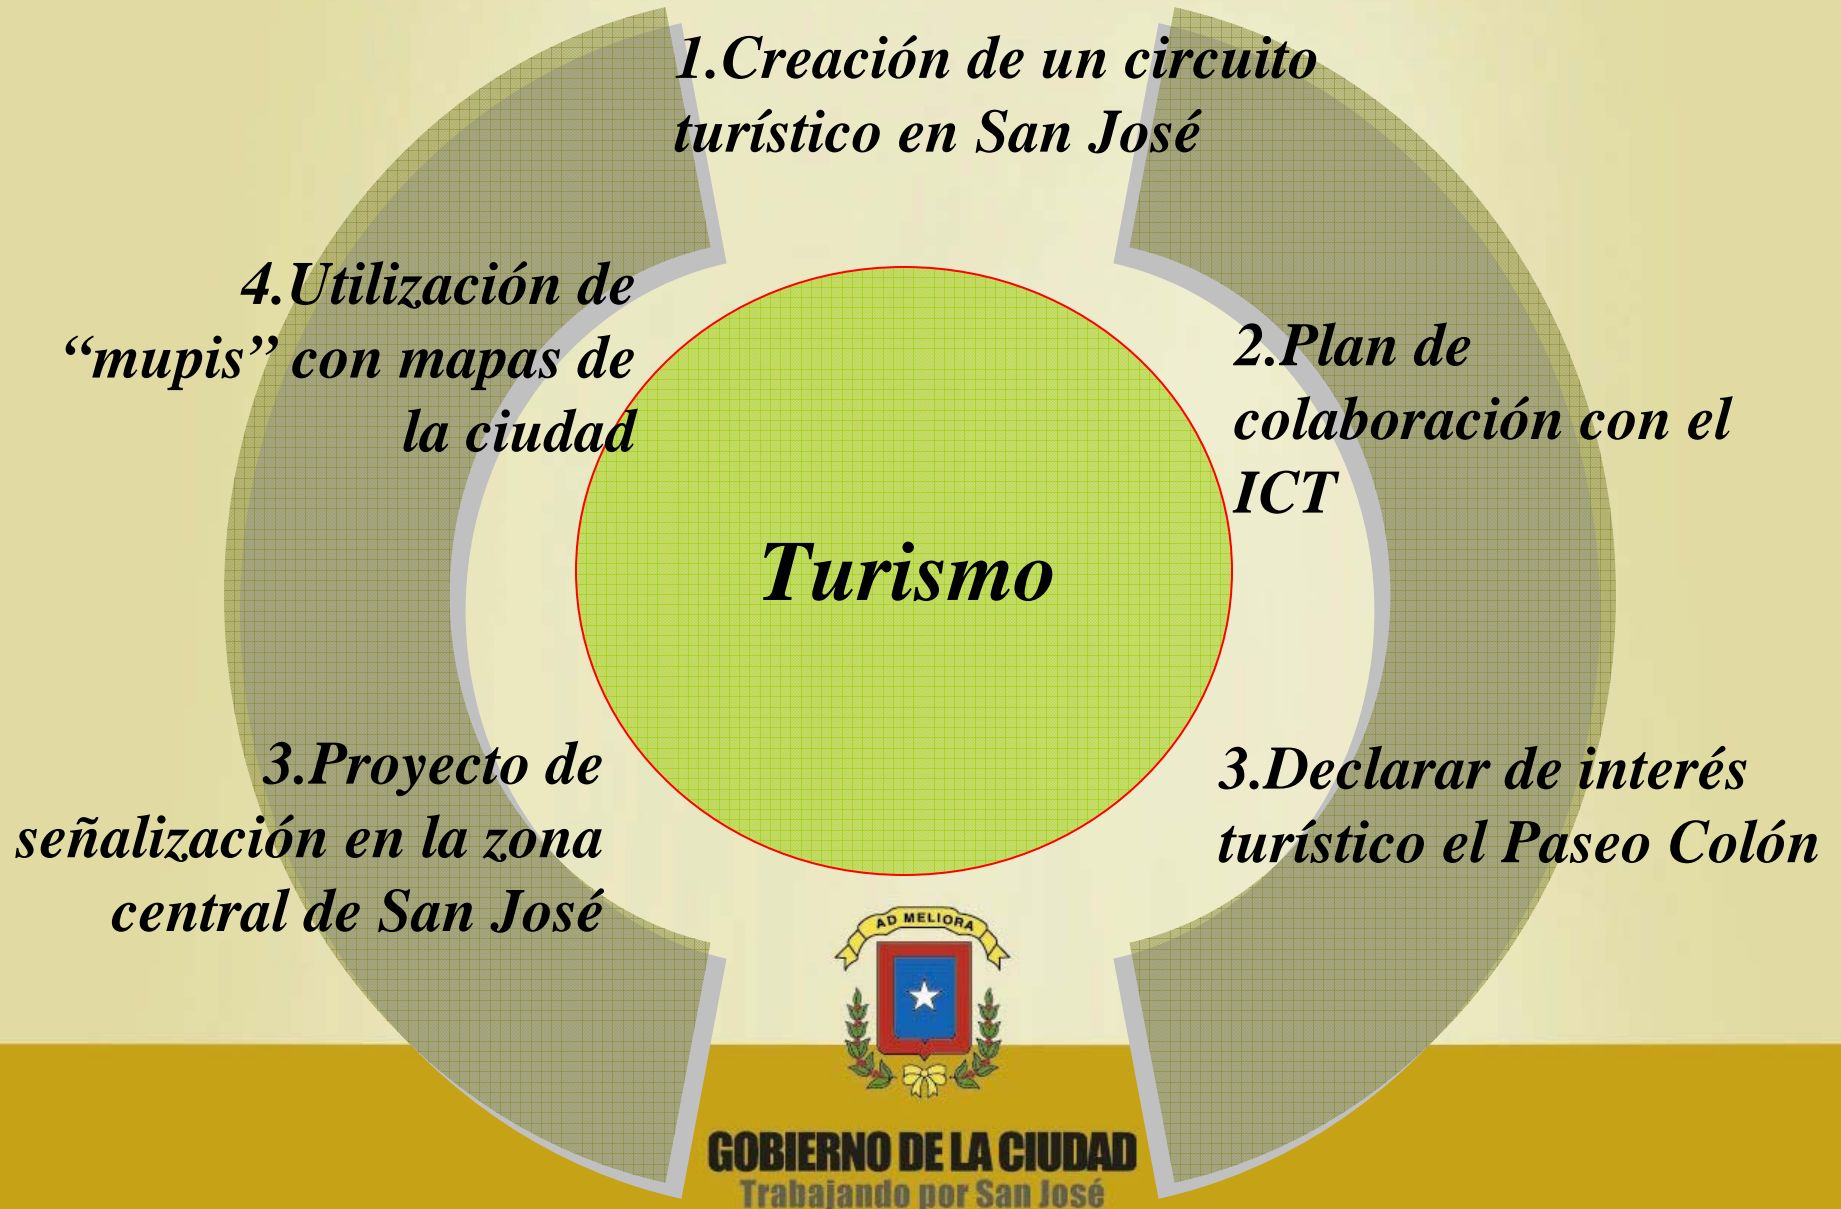 1.Creación de un circuito
turístico en San José
2.Plan de
colaboración con el
ICT
3.Declarar de interés
turístico el Paseo Colón
3.Proyecto de
señalización en la zona
central de San José
4.Utilización de
“mupis” con mapas de
la ciudad
Turismo
AD MELIORA
GOBIERNO DE LA CIUDAD
Trabajando por San José